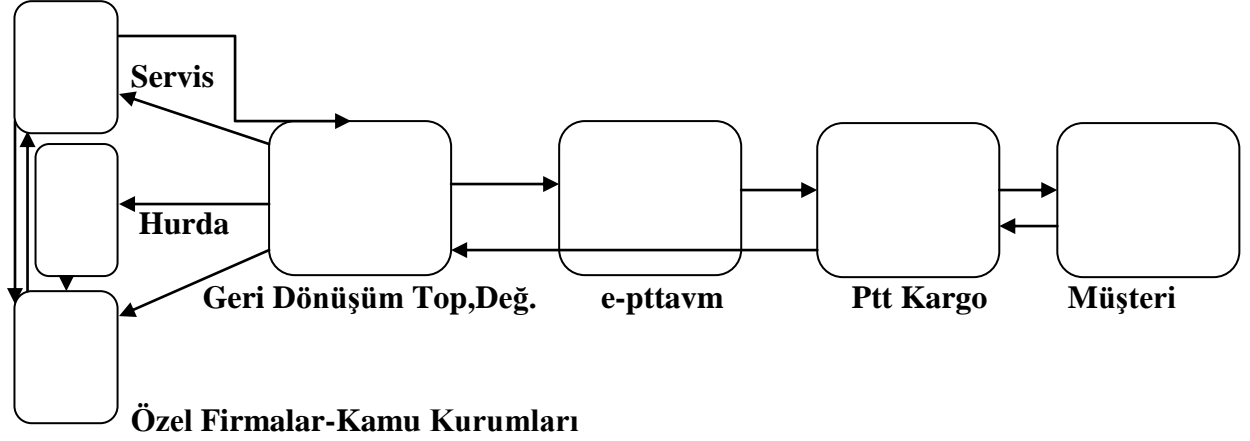 Servis
Hurda
Geri Dönüşüm Top,Değ.
e-pttavm
Ptt Kargo
Müşteri
Özel Firmalar-Kamu Kurumları